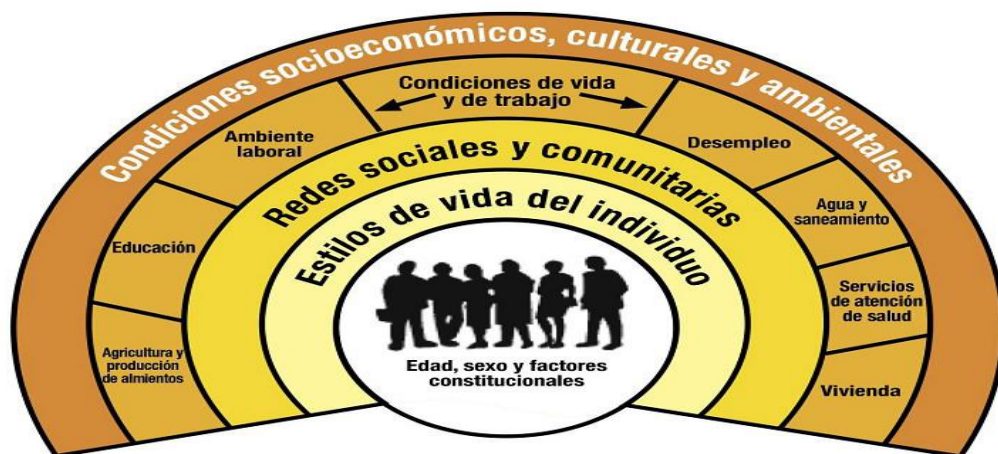 Condiciones socioeconómicos, culturales y ambientales
Condiciones de vida
y de trabajo
Ambiente
laboral
Desempleo
Redes sociales y comunitarias
Agua y
saneamiento
Educación
Estilos de vida del individuo
Servicios
de atención
de salud
Agricultura y
producción
de almientos
Vivienda
Edad, sexo y factores
constitucionales